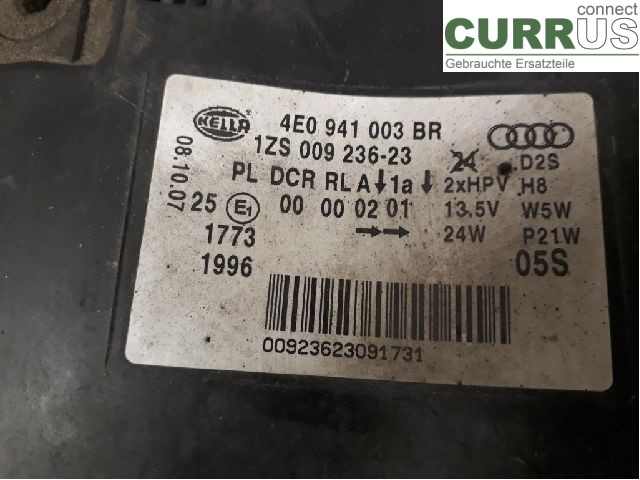 connect
CURRUS
Gebrauchte Ersatzteile
HELLA
4E0 941 003 BR
1ZS 009 236-23
24 D2S
PL DCR RL A 1a 2xHPV H8
08.10.07
25 E1 00 00 02 01 13.5V W5W
1773 24W P21W
1996 05S
00923623091731